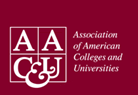 AA
C&U
Association
of American
Colleges and
Universities